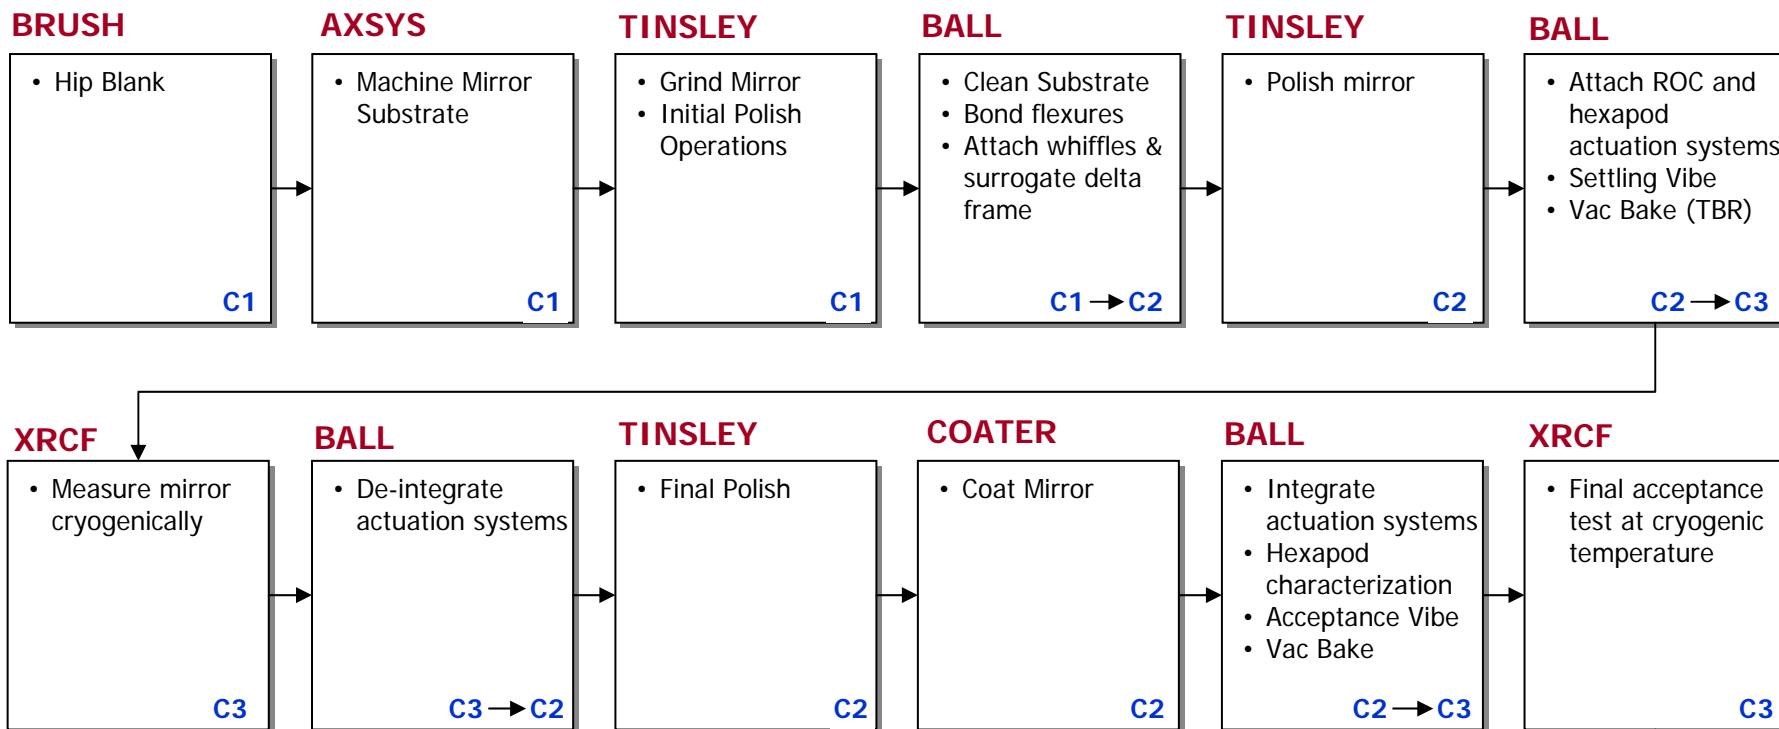 BRUSH
• Hip Blank
C1
AXSYS
• Machine Mirror
Substrate
C1
TINSLEY
• Grind Mirror
• Initial Polish
Operations
C1
BALL
• Clean Substrate
• Bond flexures
• Attach whiffles &
surrogate delta
frame
C1 → C2
TINSLEY
• Polish mirror
C2
BALL
• Attach ROC and
hexapod
actuation systems
• Settling Vibe
• Vac Bake (TBR)
C2 → C3
XRCF
• Measure mirror
cryogenically
C3
BALL
• De-integrate
actuation systems
C3 → C2
TINSLEY
• Final Polish
C2
COATER
• Coat Mirror
C2
BALL
• Integrate
actuation systems
• Hexapod
characterization
• Acceptance Vibe
• Vac Bake
C2 → C3
XRCF
• Final acceptance
test at cryogenic
temperature
C3